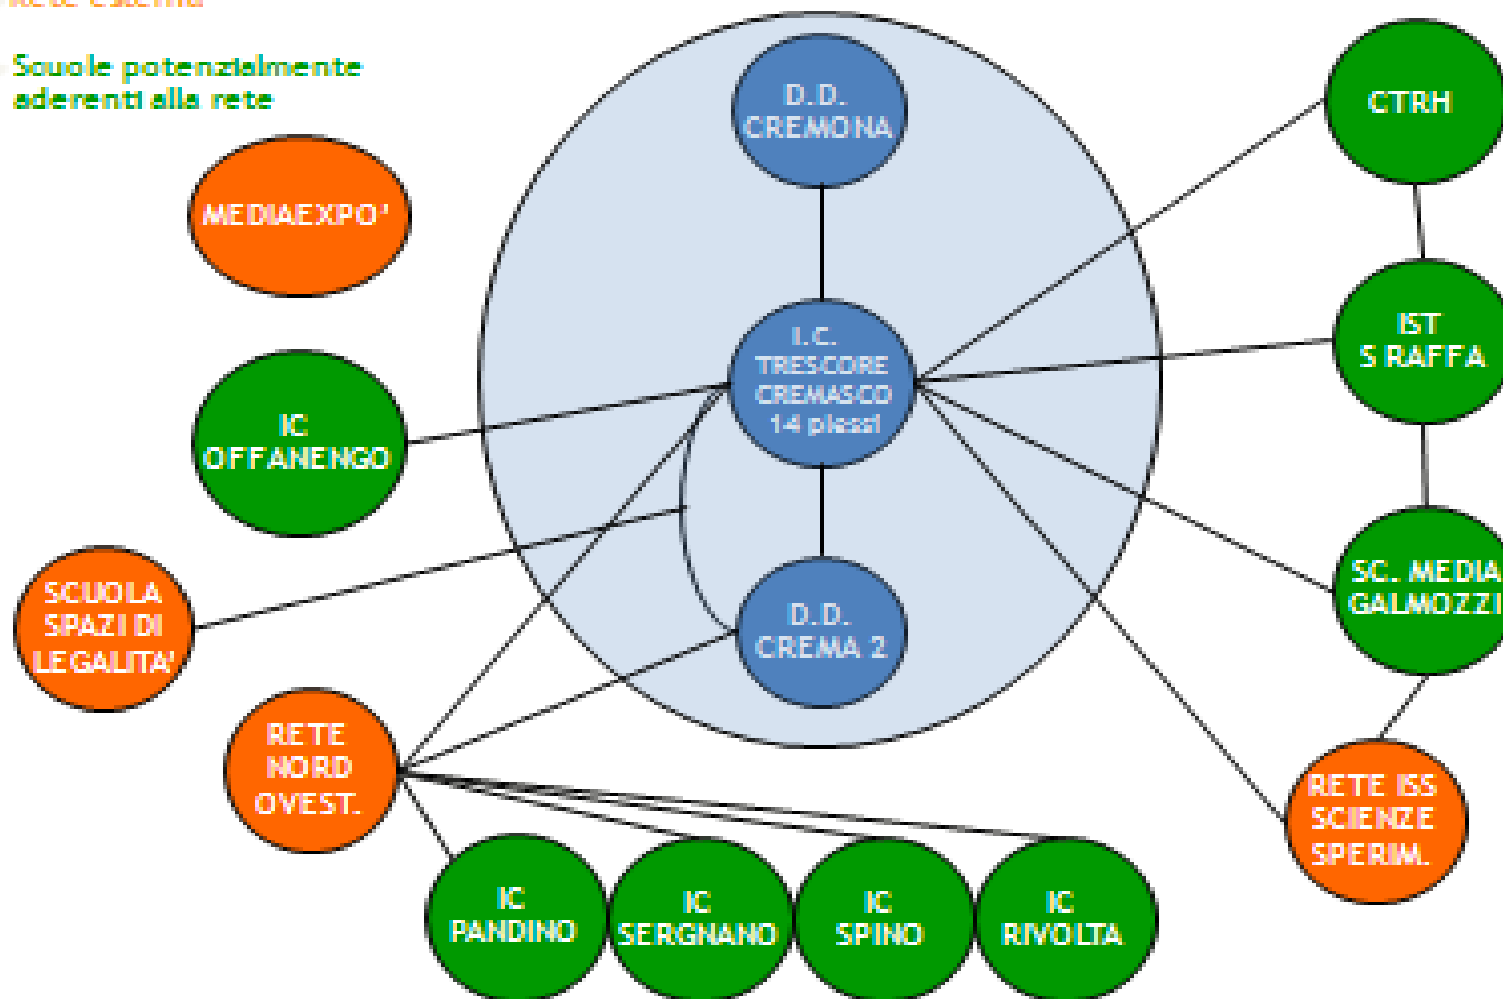 Rete esterna
- Scuole potenzialmente
aderenti alla rete
D.D.
CREMONA
CTRH
MEDIAEXPO'
I.C.
TRESCORE
CREMASCO
14 plessi
IST
S RAFFA
IC
OFFANENGO
SC. MEDIA
GALMOZZI
SCUOLA
SPAZI DI
LEGALITA'
D.D.
CREMA 2
RETE
NORD
OVEST.
RETE ISS
SCIENZE
SPERIM.
IC
PANDINO
IC
SERGNANO
IC
SPINO
IC
RIVOLTA